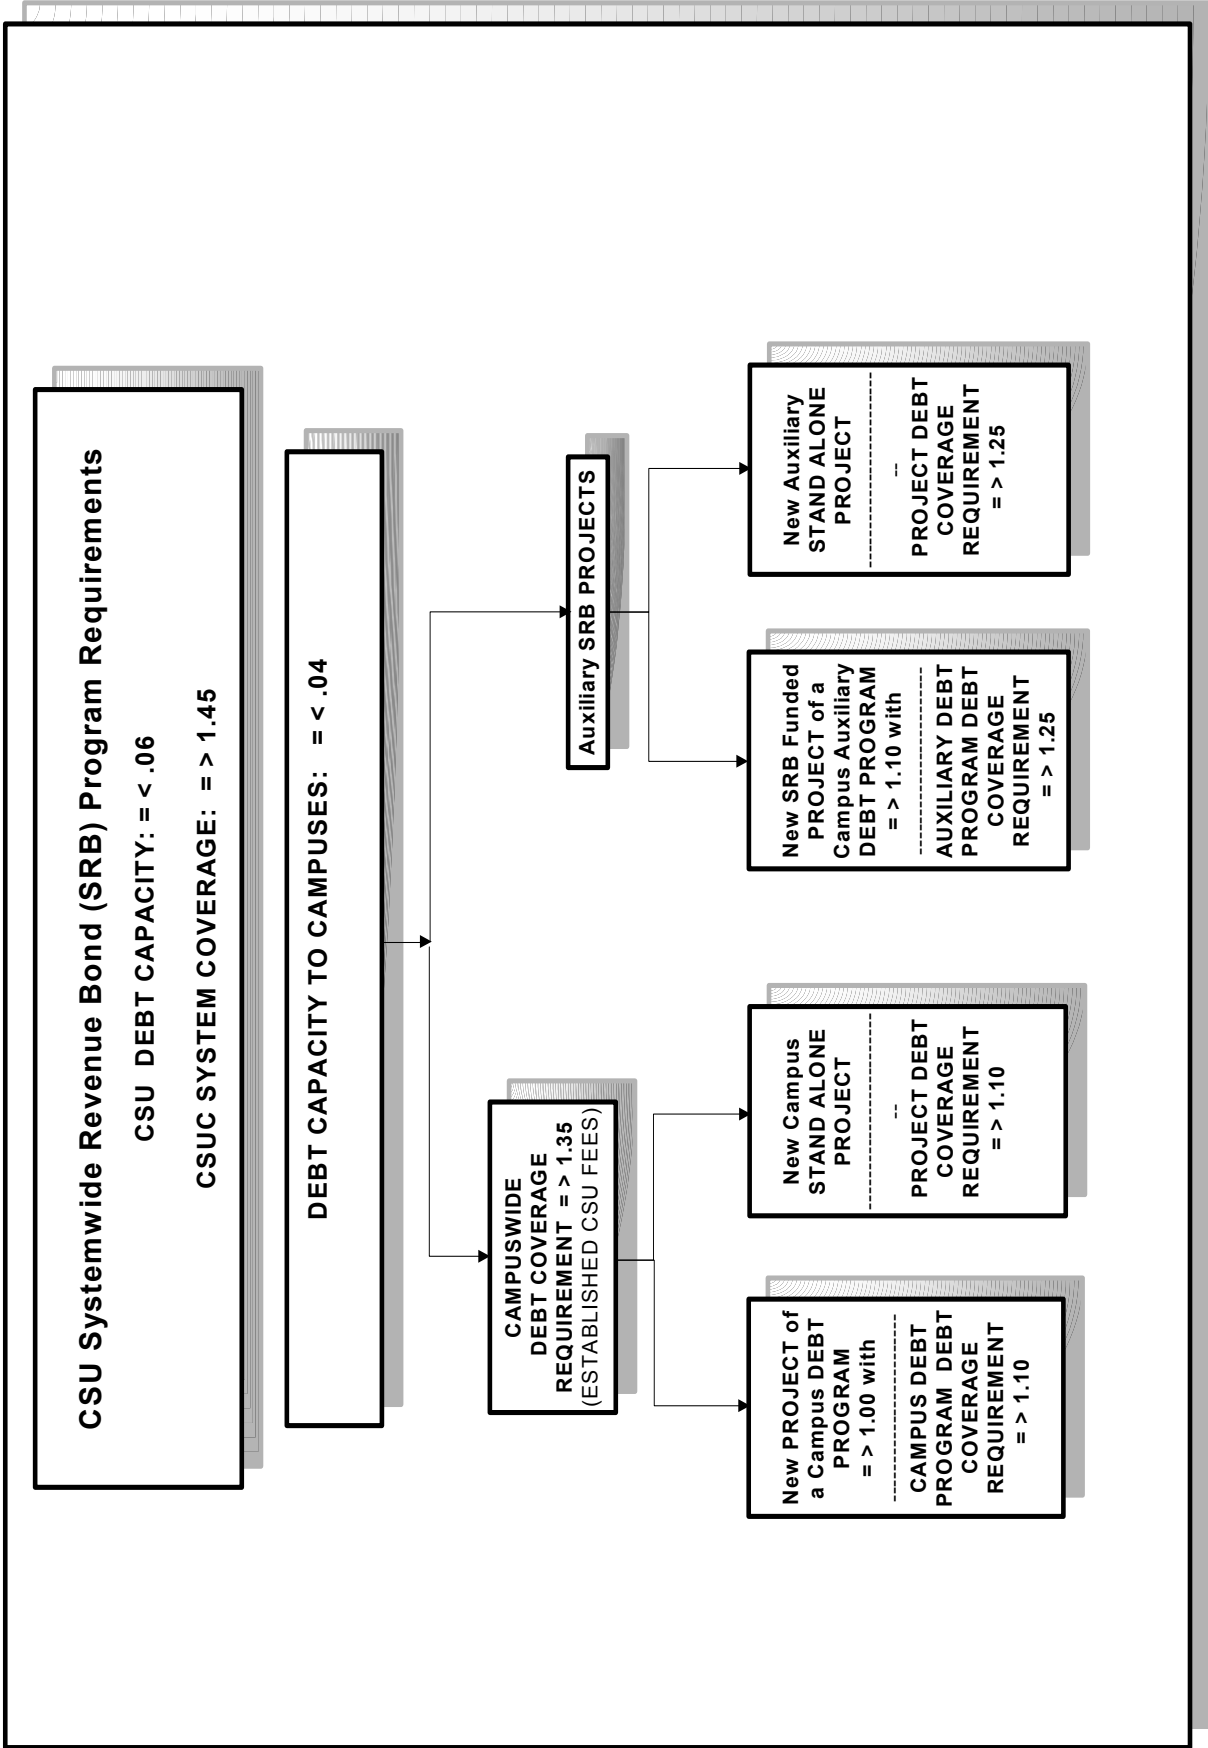 CSU Systemwide Revenue Bond (SRB) Program Requirements
CSU DEBT CAPACITY: = < .06
CSUC SYSTEM COVERAGE: = > 1.45
DEBT CAPACITY TO CAMPUSES: = < .04
CAMPUSWIDE
DEBT COVERAGE
REQUIREMENT = > 1.35
(ESTABLISHED CSU FEES)
Auxiliary SRB PROJECTS
New PROJECT of
a Campus DEBT
PROGRAM
= > 1.00 with
--------------------------
CAMPUS DEBT
PROGRAM DEBT
COVERAGE
REQUIREMENT
= > 1.10
New Campus
STAND ALONE
PROJECT
--------------------------
--
PROJECT DEBT
COVERAGE
REQUIREMENT
= > 1.10
New SRB Funded
PROJECT of a
Campus Auxiliary
DEBT PROGRAM
= > 1.10 with
--------------------------
AUXILIARY DEBT
PROGRAM DEBT
COVERAGE
REQUIREMENT
= > 1.25
New Auxiliary
STAND ALONE
PROJECT
--------------------------
--
PROJECT DEBT
COVERAGE
REQUIREMENT
= > 1.25